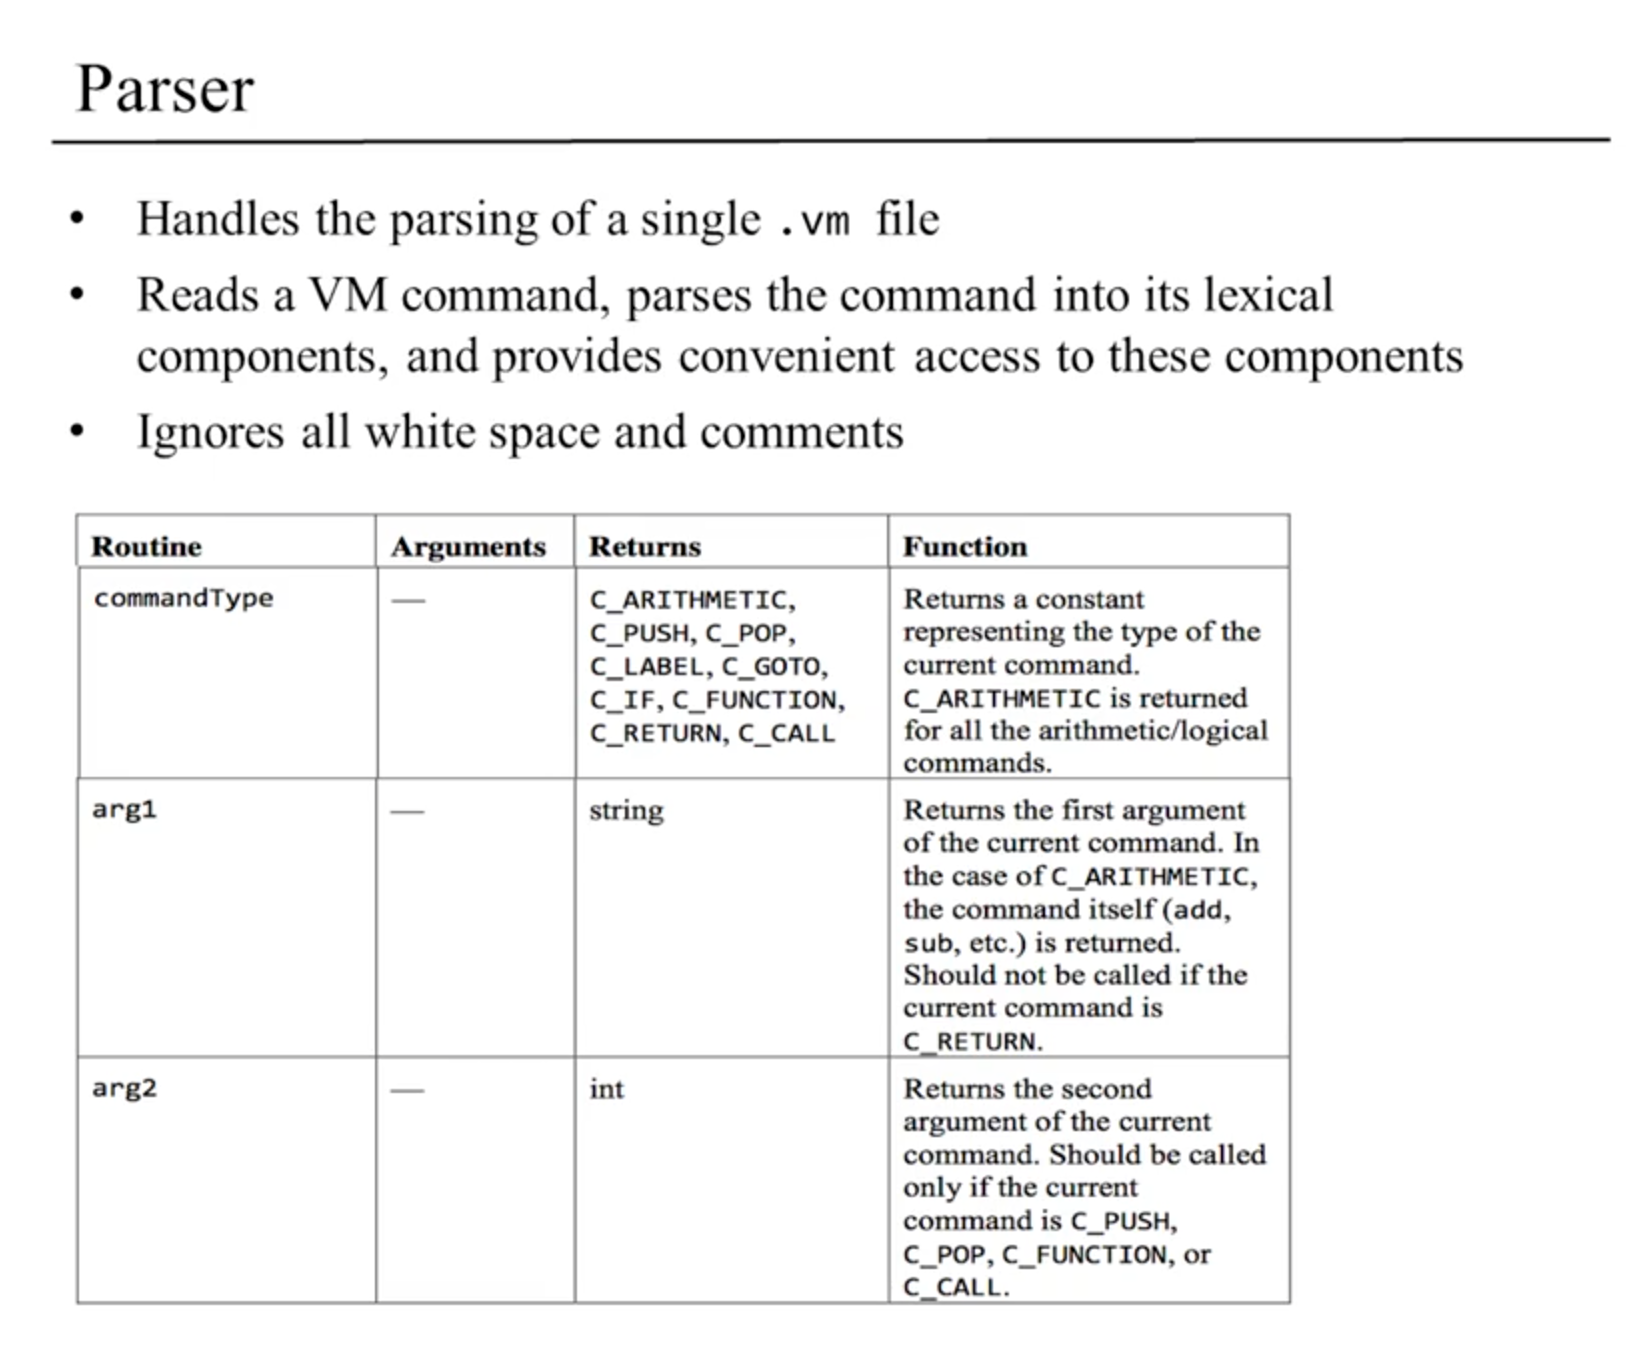 Parser
• Handles the parsing of a single .vm file
• Reads a VM command, parses the command into its lexical
components, and provides convenient access to these components
• Ignores all white space and comments
Routine Arguments Returns Function
commandType — C_ARITHMETIC,
C_PUSH, C_POP,
C_LABEL, C_GOTO,
C_IF, C_FUNCTION,
C_RETURN, C_CALL
Returns a constant
representing the type of the
current command.
C_ARITHMETIC is returned
for all the arithmetic/logical
commands.
arg1 — string
Returns the first argument
of the current command. In
the case of C_ARITHMETIC,
the command itself (add,
sub, etc.) is returned.
Should not be called if the
current command is
C_RETURN.
arg2 — int
Returns the second
argument of the current
command. Should be called
only if the current
command is C_PUSH,
C_POP, C_FUNCTION, or
C_CALL.